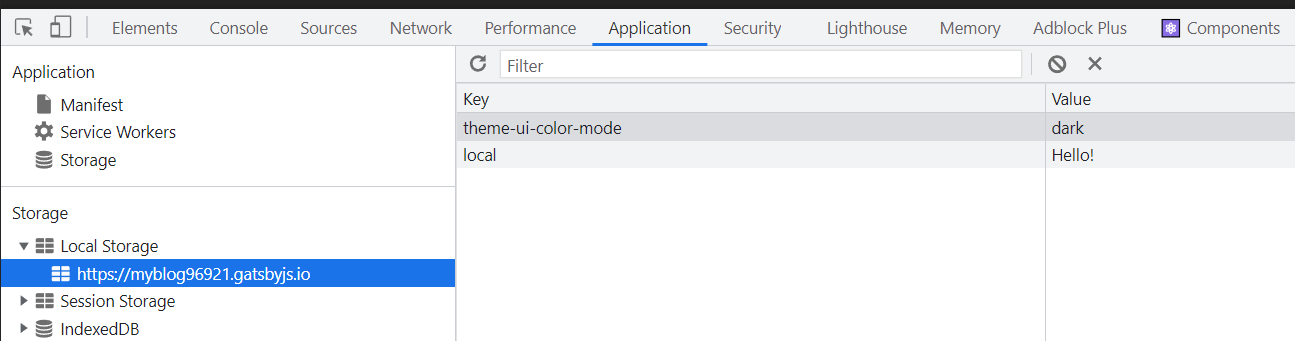 Elements Console Sources Network Performance Application Security Lighthouse Memory Adblock Plus Components
Application
Manifest
Service Workers
Storage
Storage
Local Storage
https://myblog96921.gatsbyjs.io
Session Storage
IndexedDB
Filter
Key Value
theme-ui-color-mode dark
local Hello!